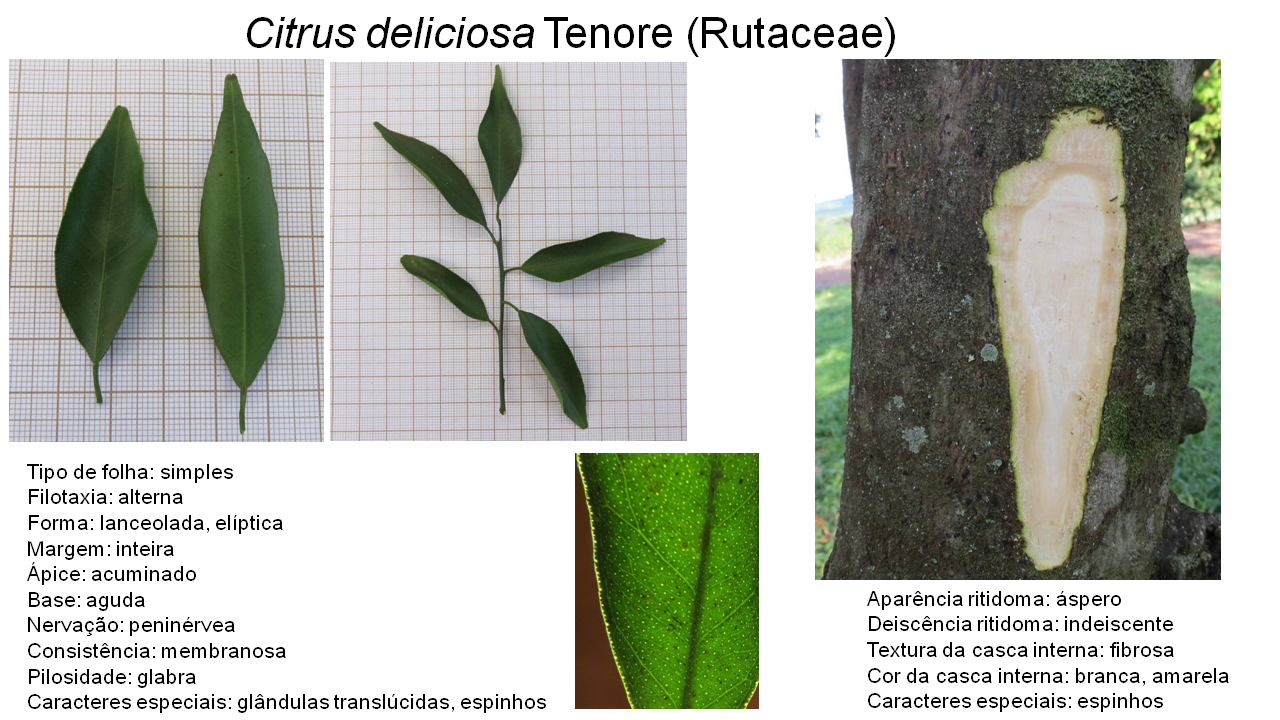 Citrus deliciosa Tenore (Rutaceae)
Tipo de folha: simples
Filotaxia: alterna
Forma: lanceolada, elíptica
Margem: inteira
Ápice: acuminado
Base: aguda
Nervação: peninérvea
Consistência: membranosa
Pilosidade: glabra
Caracteres especiais: glândulas translúcidas, espinhos
Aparência ritidoma: áspero
Deiscência ritidoma: indeiscente
Textura da casca interna: fibrosa
Cor da casca interna: branca, amarela
Caracteres especiais: espinhos